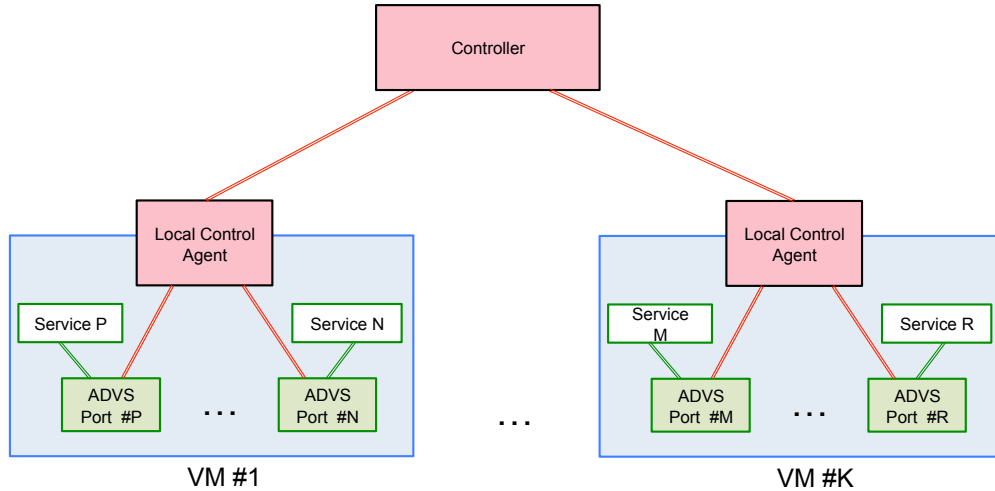 Controller
Local Control
Agent
Local Control
Agent
Service P
Service N
Service
M
Service R
ADVS
Port #P
. . .
ADVS
Port #N
. . .
ADVS
Port #M
. . .
ADVS
Port #R
VM #1
VM #K